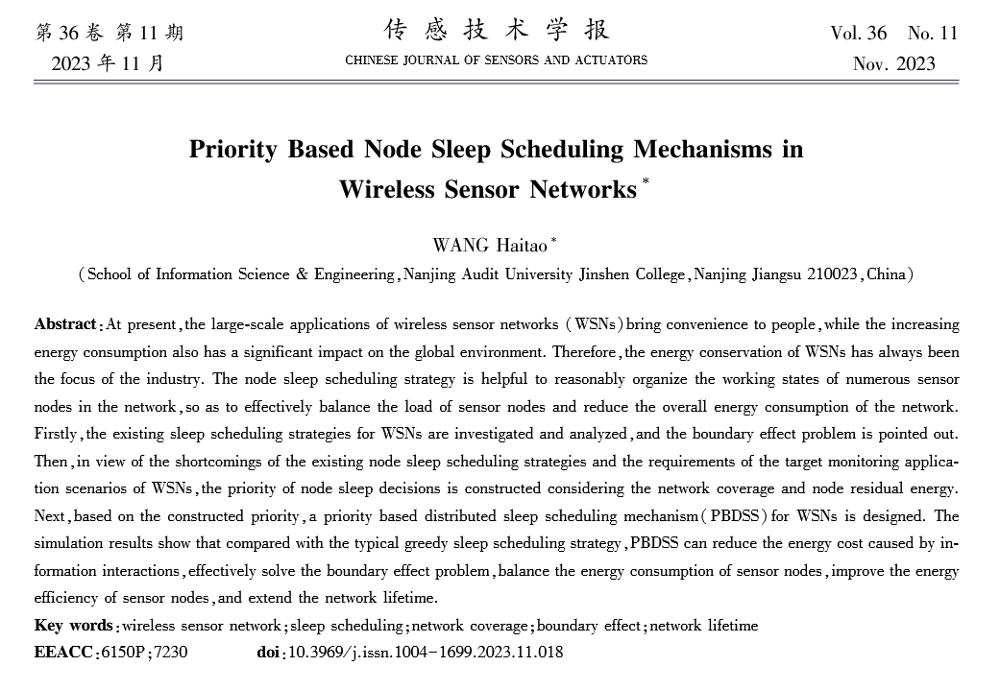 第 36 卷 第 11 期
2023 年 11 月
传 感 技 术 学 报
CHINESE JOURNAL OF SENSORS AND ACTUATORS
Vol. 36 No. 11
Nov. 2023
Priority Based Node Sleep Scheduling Mechanisms in
Wireless Sensor Networks*
WANG Haitao*
(School of Information Science & Engineering,Nanjing Audit University Jinshen College,Nanjing Jiangsu 210023,China)
Abstract:At present,the large-scale applications of wireless sensor networks (WSNs)bring convenience to people,while the increasing
energy consumption also has a significant impact on the global environment. Therefore,the energy conservation of WSNs has always been
the focus of the industry. The node sleep scheduling strategy is helpful to reasonably organize the working states of numerous sensor
nodes in the network,so as to effectively balance the load of sensor nodes and reduce the overall energy consumption of the network.
Firstly,the existing sleep scheduling strategies for WSNs are investigated and analyzed,and the boundary effect problem is pointed out.
Then,in view of the shortcomings of the existing node sleep scheduling strategies and the requirements of the target monitoring applica-
tion scenarios of WSNs,the priority of node sleep decisions is constructed considering the network coverage and node residual energy.
Next,based on the constructed priority,a priority based distributed sleep scheduling mechanism(PBDSS)for WSNs is designed. The
simulation results show that compared with the typical greedy sleep scheduling strategy,PBDSS can reduce the energy cost caused by in-
formation interactions,effectively solve the boundary effect problem,balance the energy consumption of sensor nodes,improve the energy
efficiency of sensor nodes,and extend the network lifetime.
Key words:wireless sensor network;sleep scheduling;network coverage;boundary effect;network lifetime
EEACC:6150P;7230 doi:10.3969/j.issn.1004-1699.2023.11.018